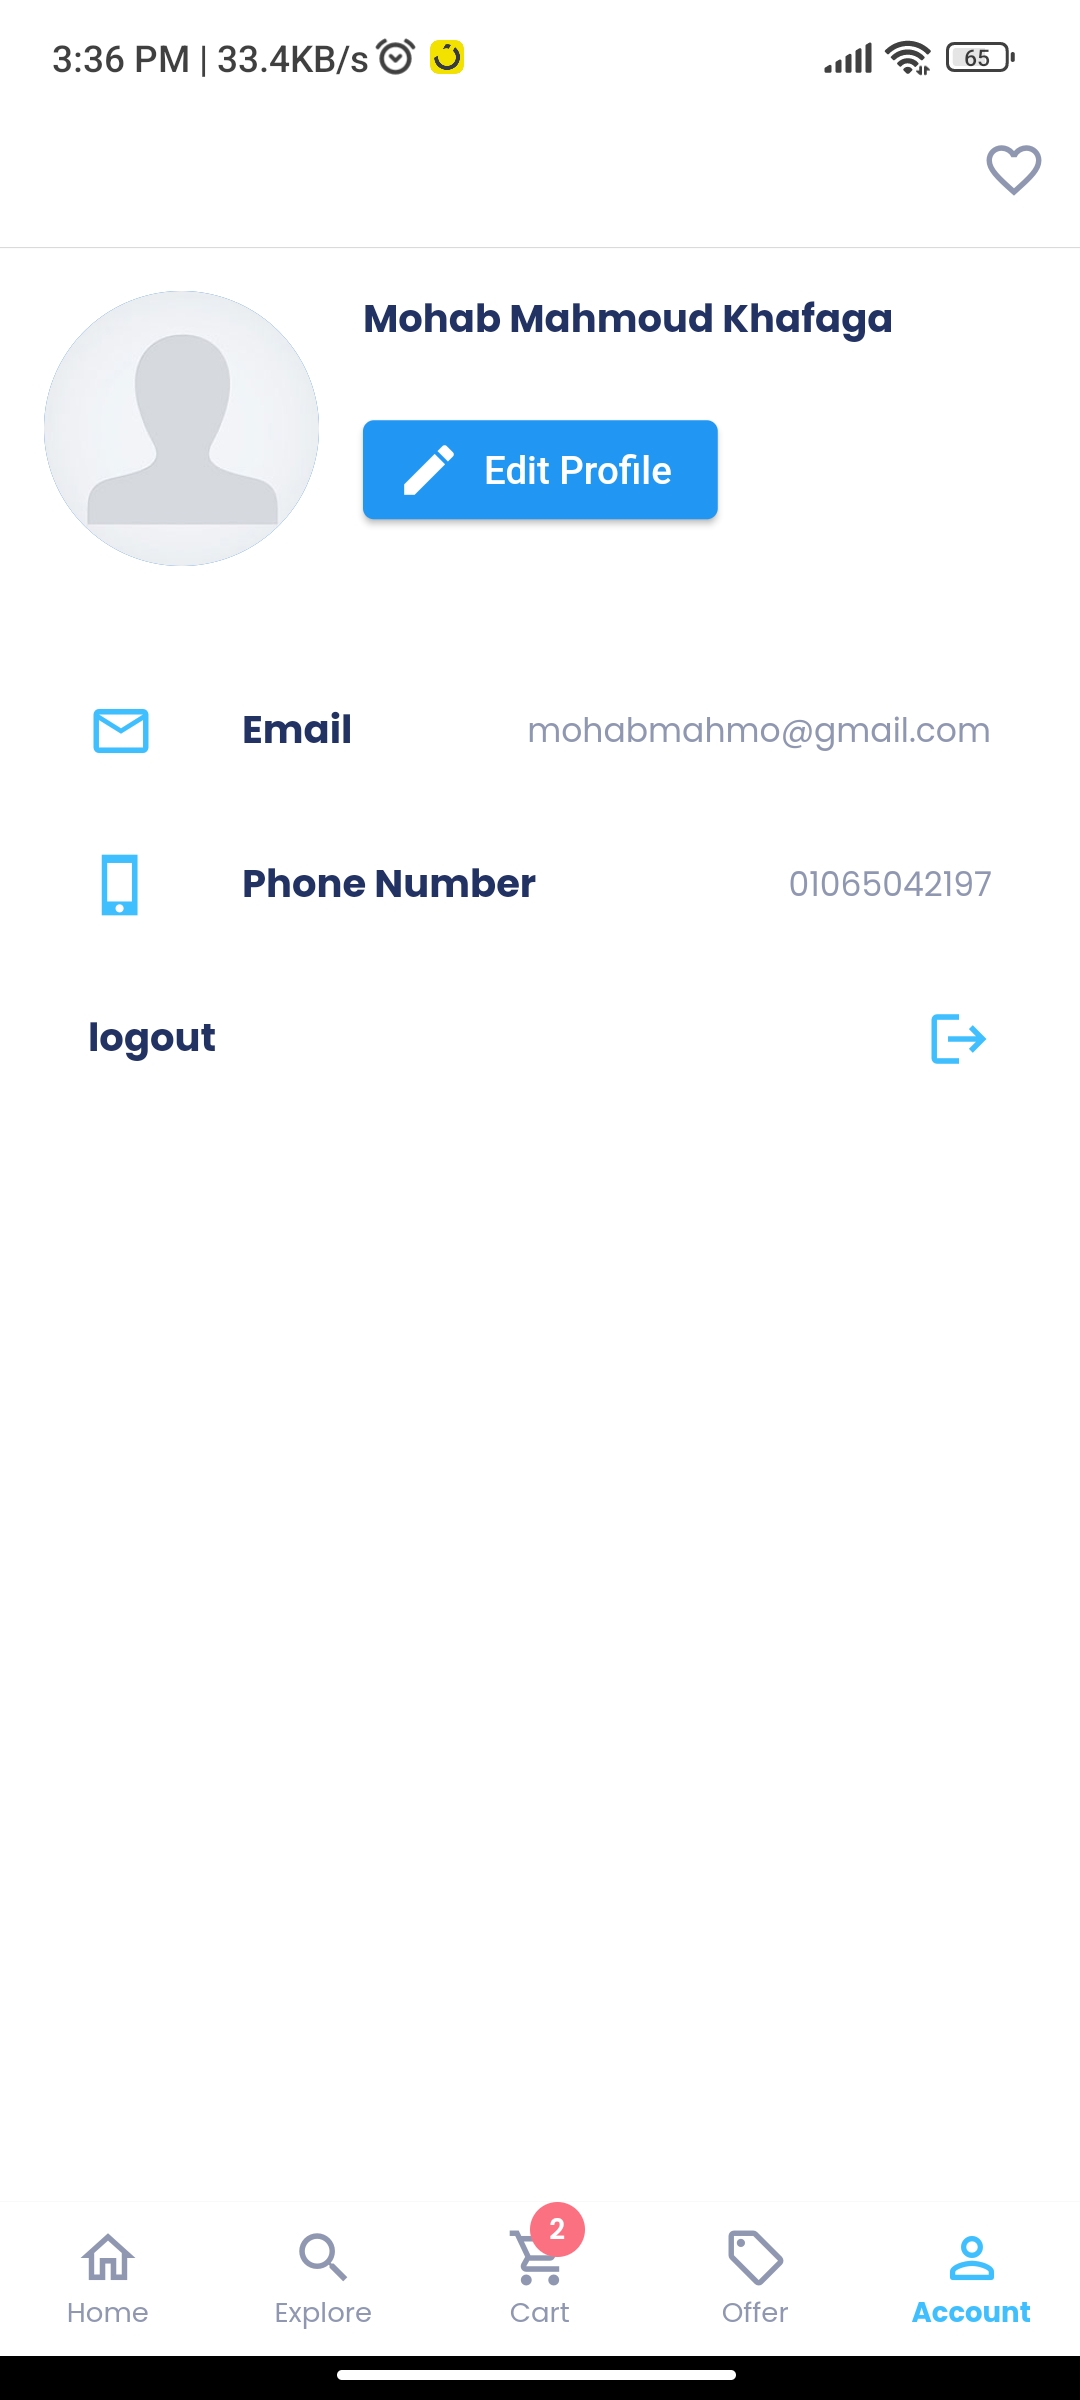 3:36 PM | 33.4KB/s
65
Mohab Mahmoud Khafaga
Edit Profile
Email mohabmahmo@gmail.com
Phone Number 01065042197
logout
2
Home Explore Cart Offer Account